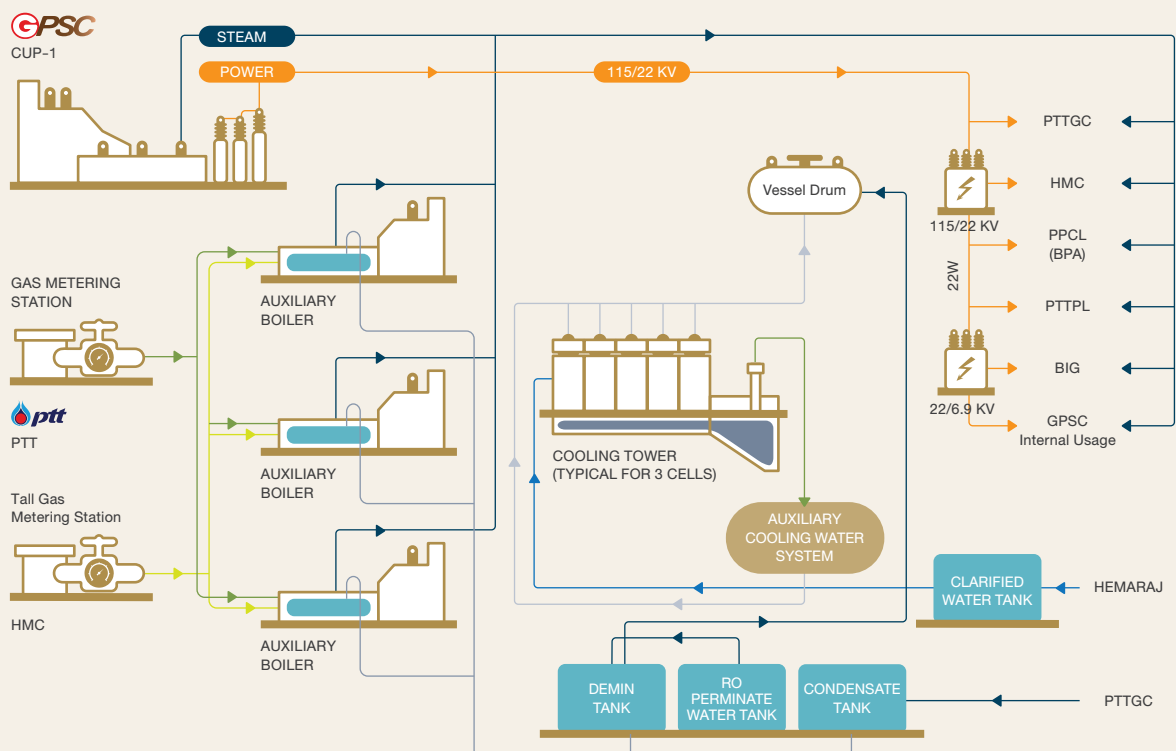 GPSC
CUP-1
STEAM
POWER
115/22 KV
PTTGC
HMC
115/22 KV
PPCL
(BPA)
22W
PTTPL
BIG
22/6.9 KV
GPSC
Internal Usage
Vessel Drum
GAS METERING
STATION
ptt
PTT
AUXILIARY
BOILER
AUXILIARY
BOILER
Tall Gas
Metering Station
HMC
AUXILIARY
BOILER
COOLING TOWER
(TYPICAL FOR 3 CELLS)
AUXILIARY
COOLING WATER
SYSTEM
CLARIFIED
WATER TANK
HEMARAJ
DEMIN
TANK
RO
PERMINATE
WATER TANK
CONDENSATE
TANK
PTTGC